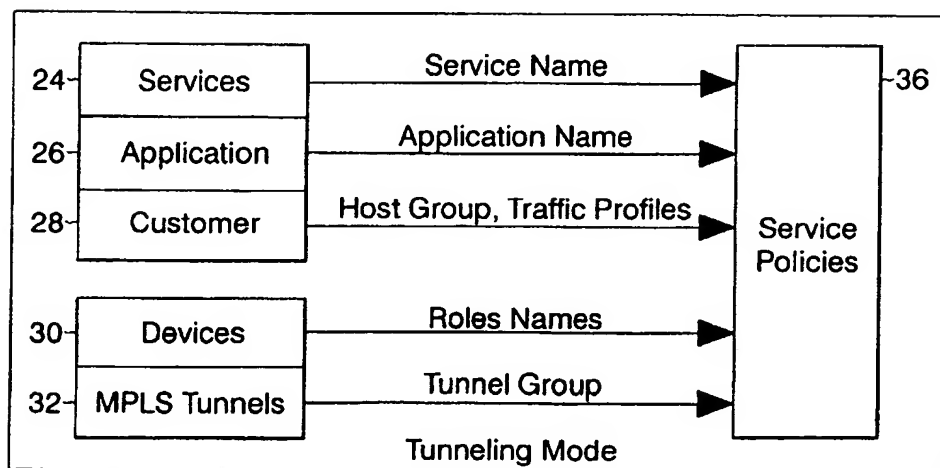 24 Services Service Name 36
26 Application Application Name
28 Customer Host Group, Traffic Profiles
Service
Policies
30 Devices Roles Names
32 MPLS Tunnels Tunnel Group
Tunneling Mode